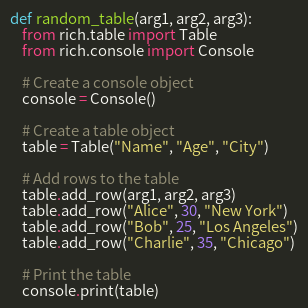 def random_table(arg1, arg2, arg3):
    from rich.table import Table
    from rich.console import Console

    # Create a console object
    console = Console()

    # Create a table object
    table = Table("Name", "Age", "City")

    # Add rows to the table
    table.add_row(arg1, arg2, arg3)
    table.add_row("Alice", 30, "New York")
    table.add_row("Bob", 25, "Los Angeles")
    table.add_row("Charlie", 35, "Chicago")

    # Print the table
    console.print(table)